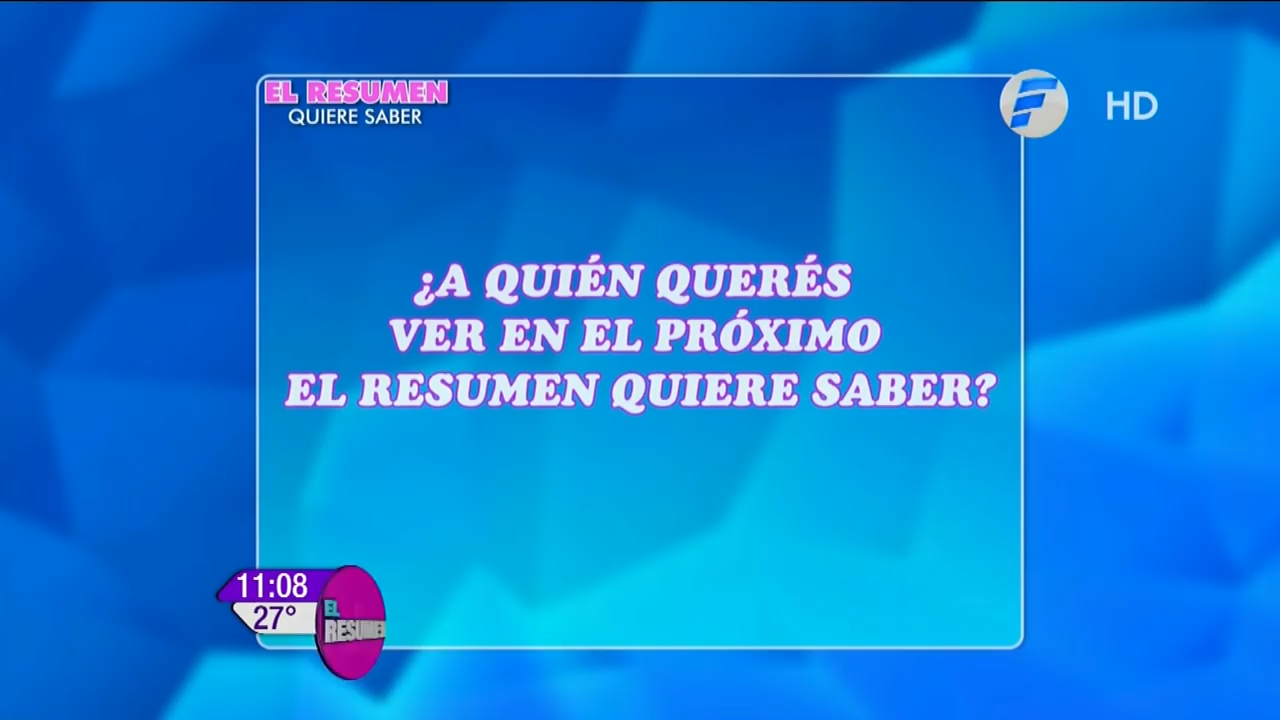 EL RESUMEN
QUIERE SABER
HD
¿A QUIÉN QUERÉS
VER EN EL PRÓXIMO
EL RESUMEN QUIERE SABER?
11:08
27°
EL
RESUMEN